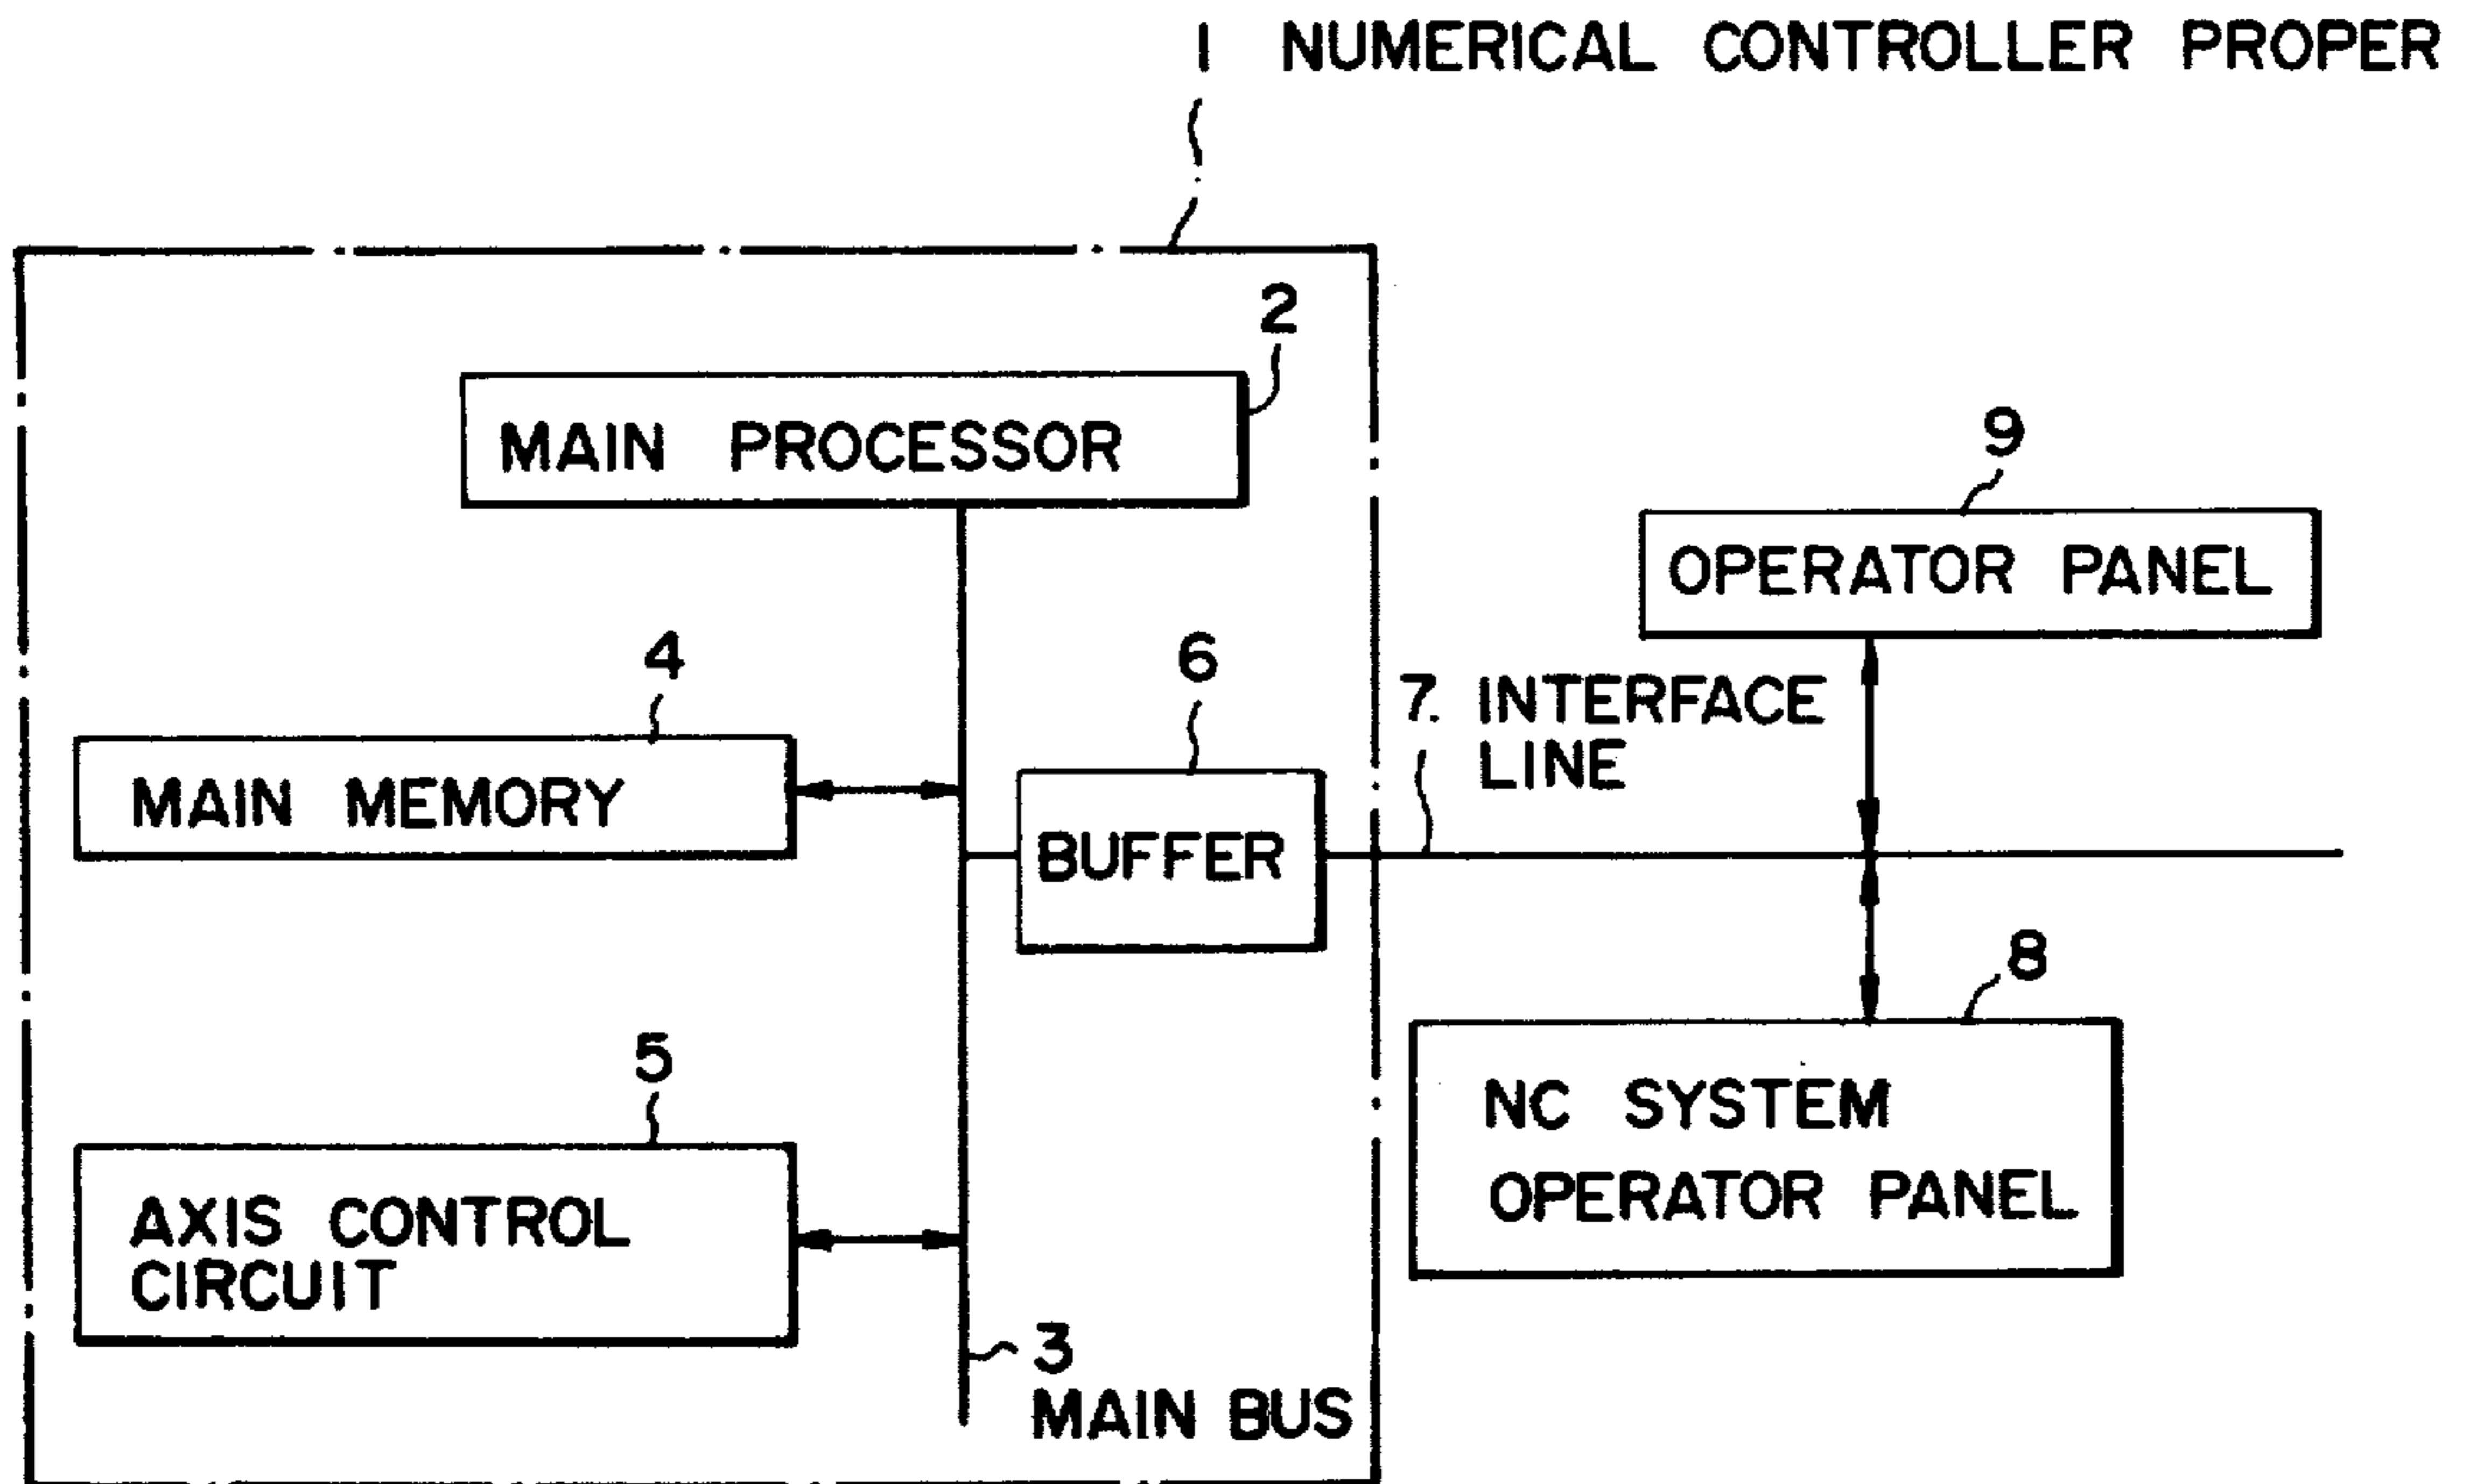 1 NUMERICAL CONTROLLER PROPER
2
MAIN PROCESSOR
9
OPERATOR PANEL
4
6
7. INTERFACE
LINE
MAIN MEMORY
BUFFER
8
5
NC SYSTEM
OPERATOR PANEL
AXIS CONTROL
CIRCUIT
3
MAIN BUS